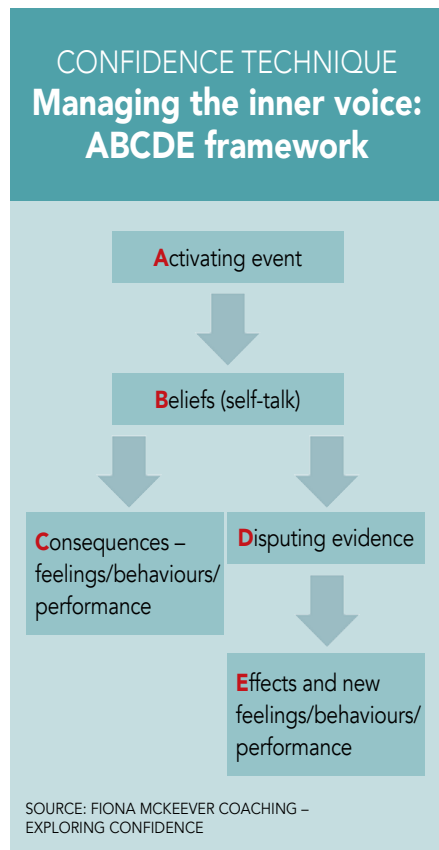 CONFIDENCE TECHNIQUE
Managing the inner voice:
ABCDE framework
Activating event
Beliefs (self-talk)
Consequences –
feelings/behaviours/
performance
Disputing evidence
Effects and new
feelings/behaviours/
performance
SOURCE: FIONA MCKEEVER COACHING –
EXPLORING CONFIDENCE